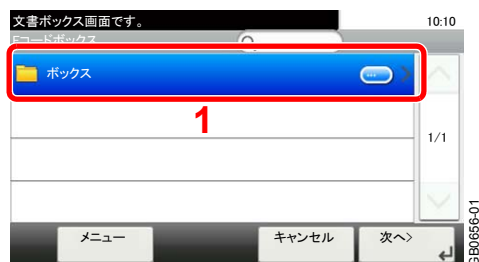 文書ボックス画面です。 10:10
Fコードボックス
ボックス
1
1/1
メニュー キャンセル 次へ>
GB0656-01